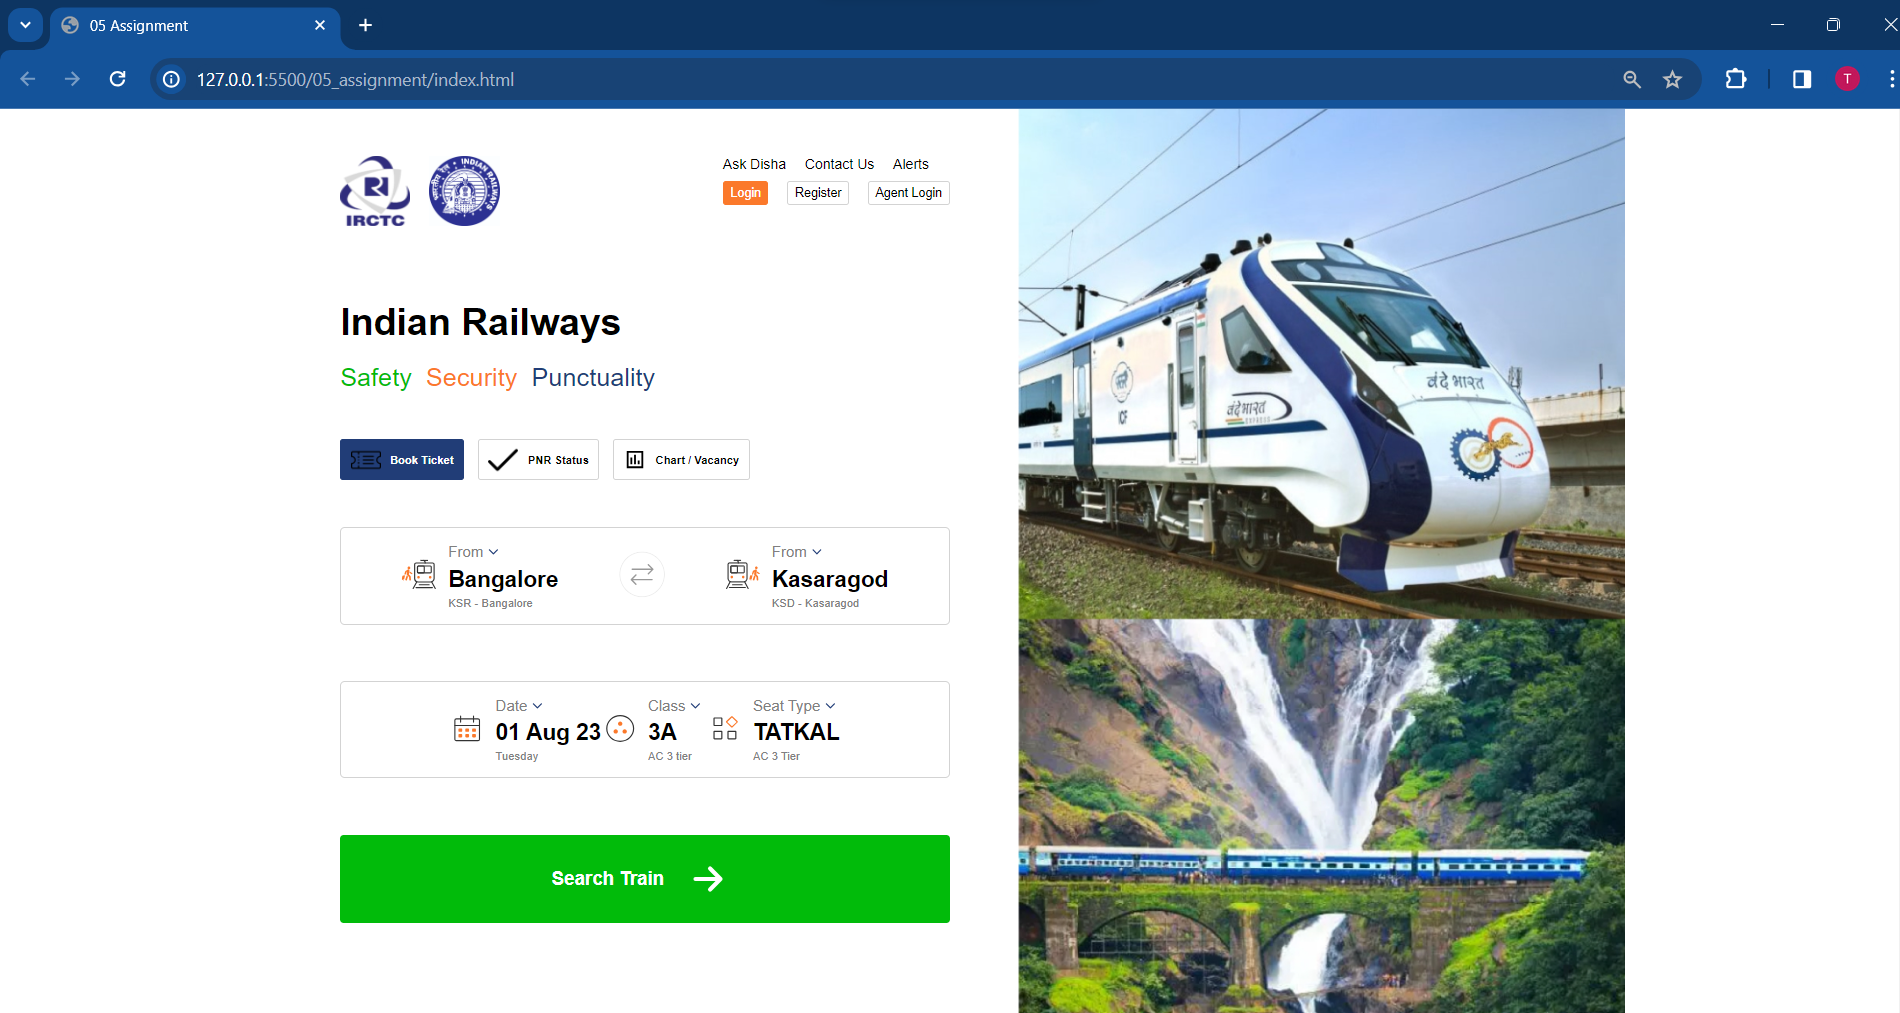 05 Assignment
127.0.0.1:5500/05_assignment/index.html
T
IRCTC
INDIAN RAILWAYS
भारतीय रेल
Ask Disha Contact Us Alerts
Login Register Agent Login
Indian Railways
Safety Security Punctuality
Book Ticket PNR Status Chart / Vacancy
From From
Bangalore Kasaragod
KSR - Bangalore KSD - Kasaragod
Date Class Seat Type
01 Aug 23 3A TATKAL
Tuesday AC 3 tier AC 3 Tier
Search Train
वंदे भारत
वंदे भारत
EXPRESS
ICF